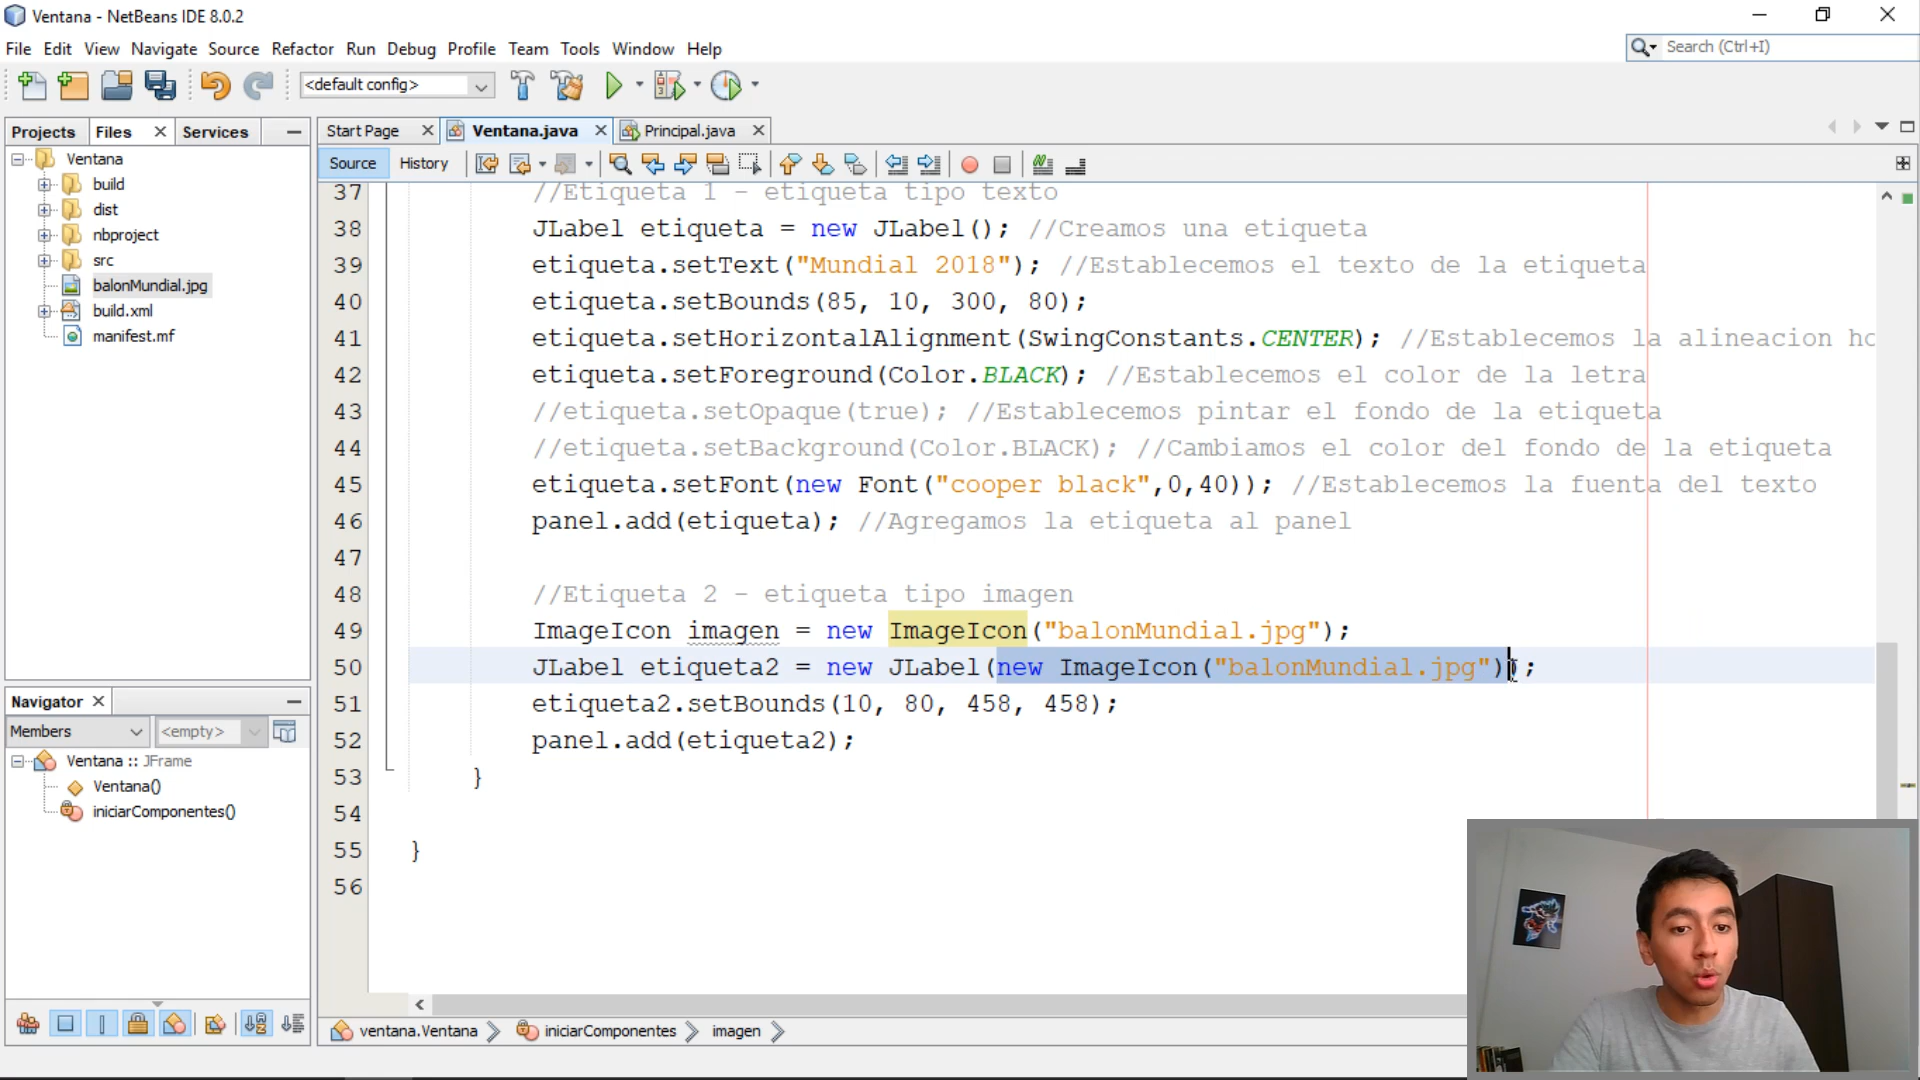 Ventana - NetBeans IDE 8.0.2
File Edit View Navigate Source Refactor Run Debug Profile Team Tools Window Help
Search (Ctrl+I)
<default config>
Projects Files Services
Start Page Ventana.java Principal.java
Source History
Ventana
build
dist
nbproject
src
balonMundial.jpg
build.xml
manifest.mf
37 //Etiqueta 1 - etiqueta tipo texto
38 JLabel etiqueta = new JLabel(); //Creamos una etiqueta
39 etiqueta.setText("Mundial 2018"); //Establecemos el texto de la etiqueta
40 etiqueta.setBounds(85, 10, 300, 80);
41 etiqueta.setHorizontalAlignment(SwingConstants.CENTER); //Establecemos la alineacion ho
42 etiqueta.setForeground(Color.BLACK); //Establecemos el color de la letra
43 //etiqueta.setOpaque(true); //Establecemos pintar el fondo de la etiqueta
44 //etiqueta.setBackground(Color.BLACK); //Cambiamos el color del fondo de la etiqueta
45 etiqueta.setFont(new Font("cooper black",0,40)); //Establecemos la fuenta del texto
46 panel.add(etiqueta); //Agregamos la etiqueta al panel
47
48 //Etiqueta 2 - etiqueta tipo imagen
49 ImageIcon imagen = new ImageIcon("balonMundial.jpg");
50 JLabel etiqueta2 = new JLabel(new ImageIcon("balonMundial.jpg"));
51 etiqueta2.setBounds(10, 80, 458, 458);
52 panel.add(etiqueta2);
53 }
54
55 }
56
Navigator
Members <empty>
Ventana :: JFrame
Ventana()
iniciarComponentes()
ventana.Ventana iniciarComponentes imagen